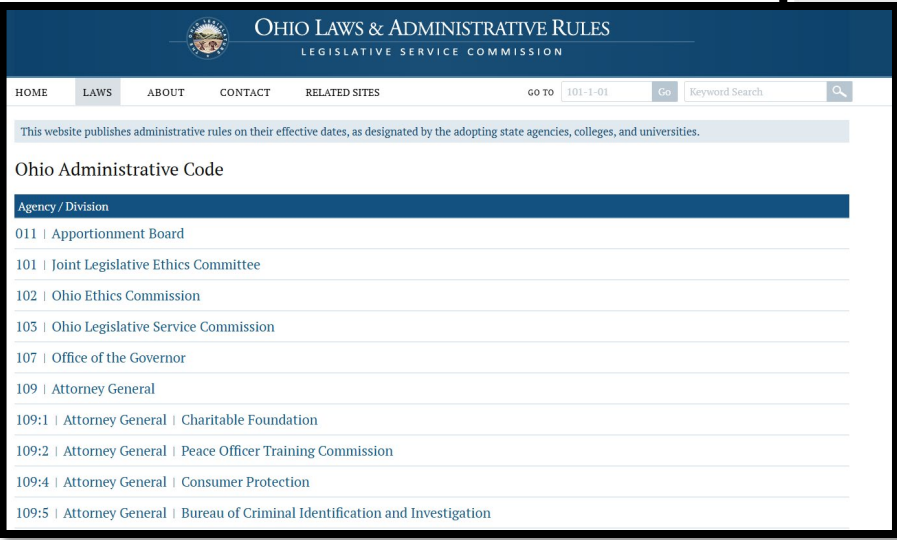 OHIO LAWS & ADMINISTRATIVE RULES
LEGISLATIVE SERVICE COMMISSION
HOME LAWS ABOUT CONTACT RELATED SITES GO TO 101-1-01 Go Keyword Search
This website publishes administrative rules on their effective dates, as designated by the adopting state agencies, colleges, and universities.
Ohio Administrative Code
Agency / Division
011 | Apportionment Board
101 | Joint Legislative Ethics Committee
102 | Ohio Ethics Commission
103 | Ohio Legislative Service Commission
107 | Office of the Governor
109 | Attorney General
109:1 | Attorney General | Charitable Foundation
109:2 | Attorney General | Peace Officer Training Commission
109:4 | Attorney General | Consumer Protection
109:5 | Attorney General | Bureau of Criminal Identification and Investigation